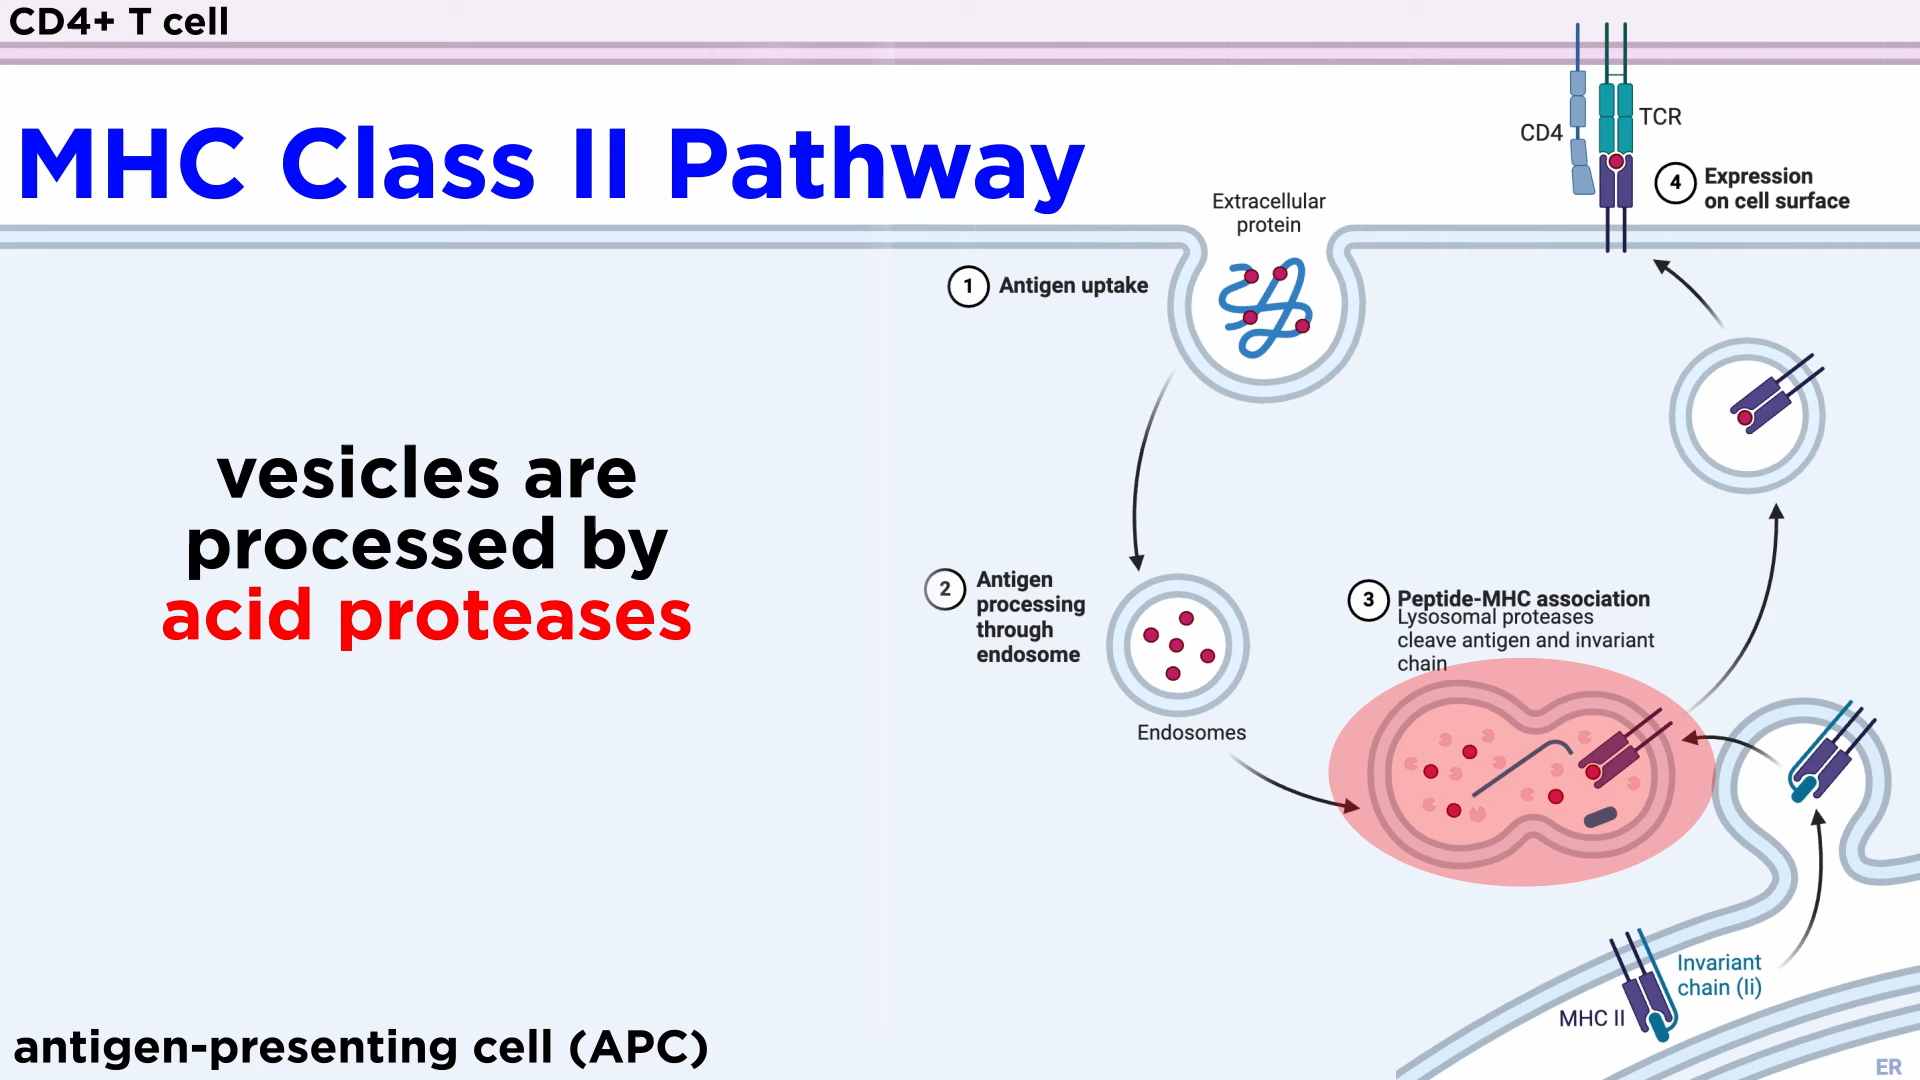 CD4+ T cell
MHC Class II Pathway
CD4
TCR
4
Expression
on cell surface
Extracellular
protein
1
Antigen uptake
vesicles are
processed by
acid proteases
2
Antigen
processing
through
endosome
Endosomes
3
Peptide-MHC association
Lysosomal proteases
cleave antigen and invariant
chain
Invariant
chain (Ii)
MHC II
ER
antigen-presenting cell (APC)